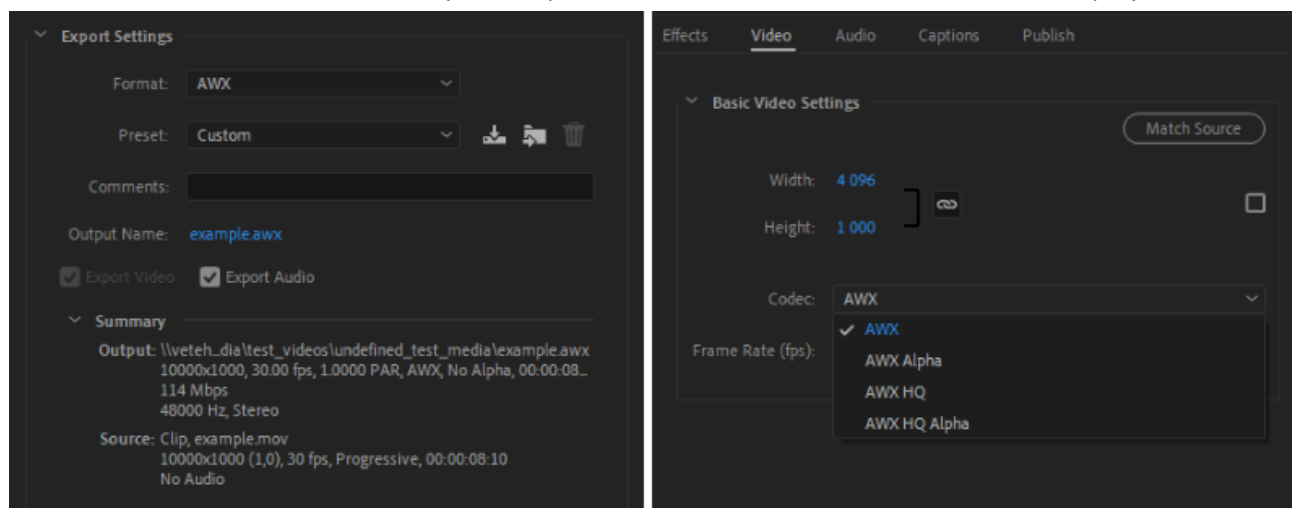 Export Settings
Format: AWX
Preset: Custom
Comments:
Output Name: example.awx
Export Video Export Audio
Summary
Output: \\veteh_dia\test_videos\undefined_test_media\example.awx
10000x1000, 30.00 fps, 1.0000 PAR, AWX, No Alpha, 00:00:08...
114 Mbps
48000 Hz, Stereo
Source: Clip, example.mov
10000x1000 (1,0), 30 fps, Progressive, 00:00:08:10
No Audio
Effects Video Audio Captions Publish
Basic Video Settings
Match Source
Width: 4 096
Height: 1 000
Codec: AWX
AWX
Frame Rate (fps):
AWX Alpha
AWX HQ
AWX HQ Alpha